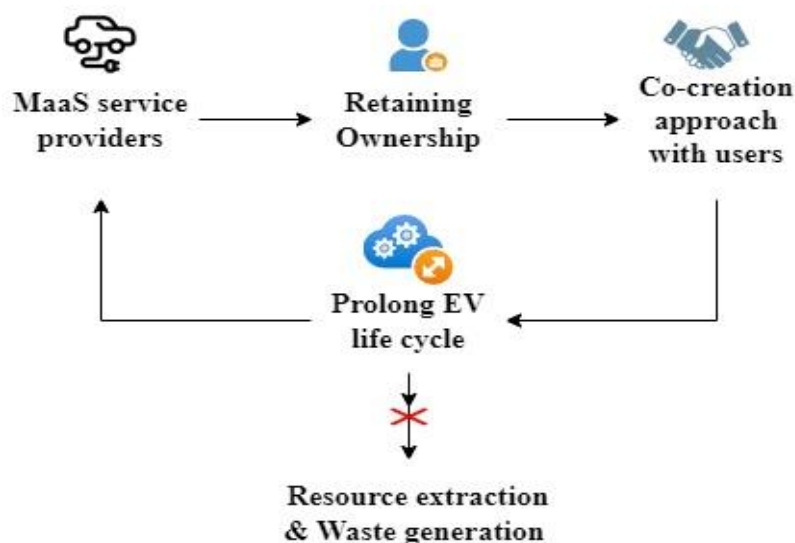 MaaS service
providers
Retaining
Ownership
Co-creation
approach
with users
Prolong EV
life cycle
Resource extraction
& Waste generation